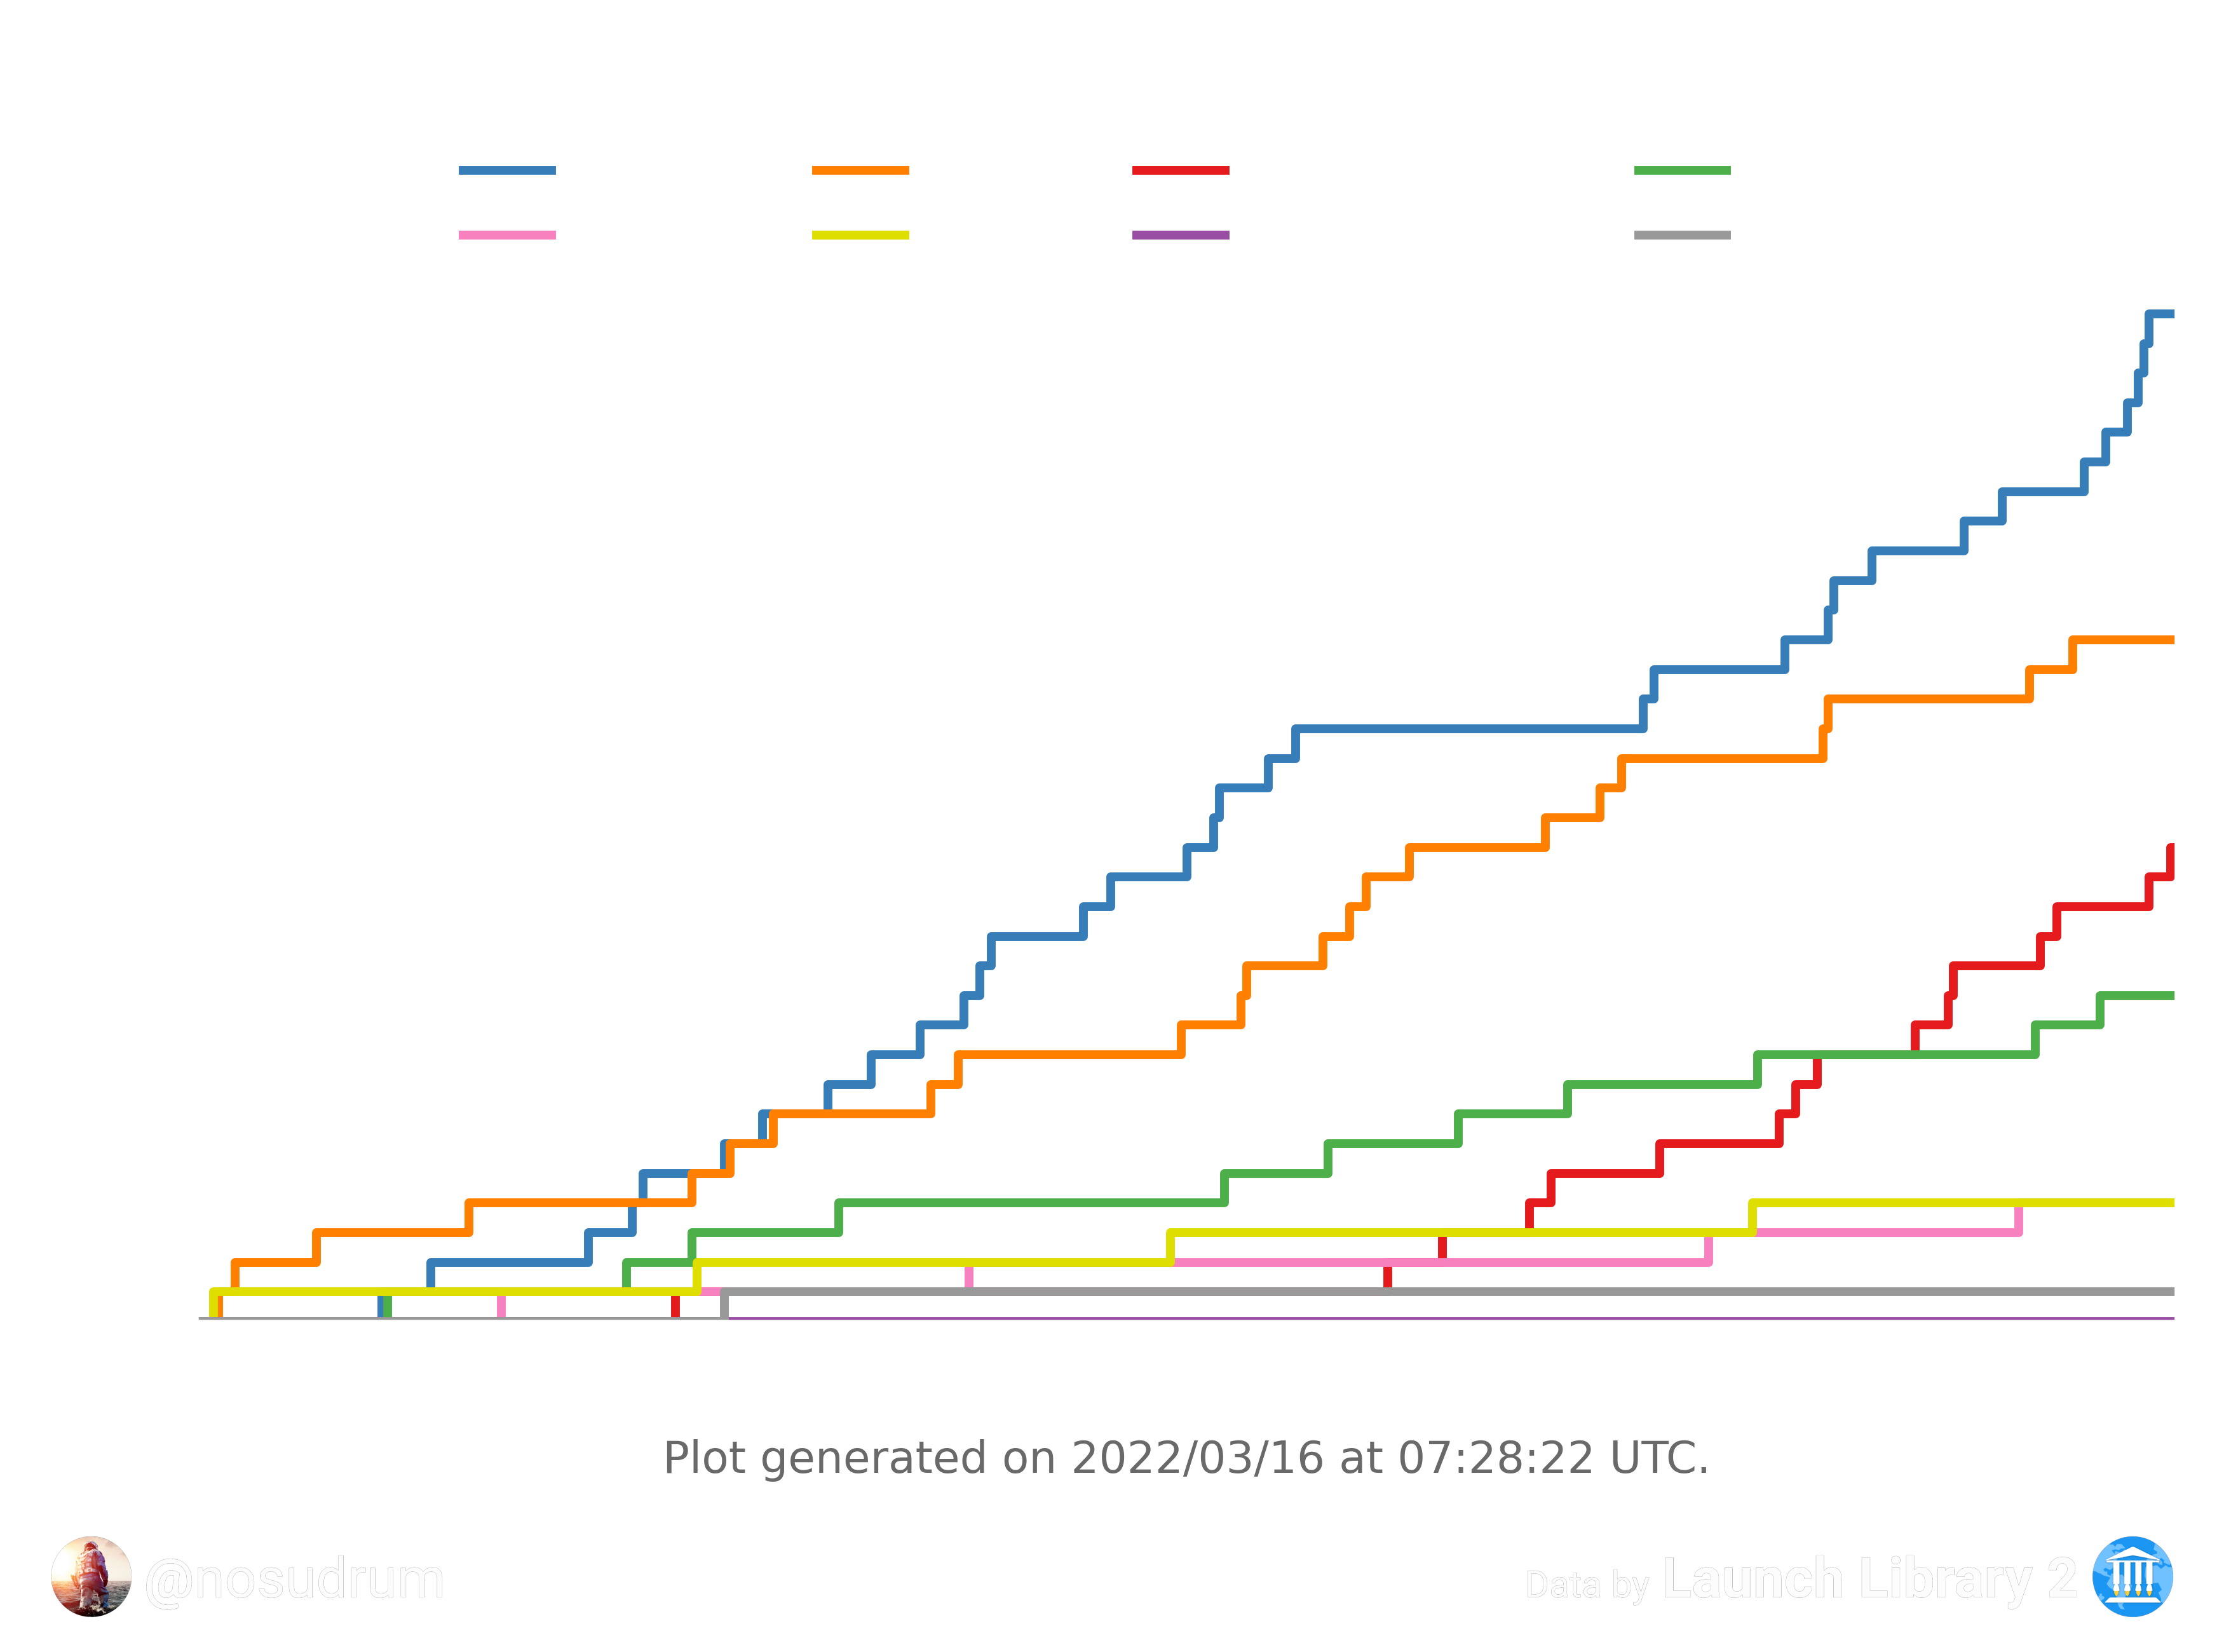 Plot generated on 2022/03/16 at 07:28:22 UTC.
@nosudrum
Data by Launch Library 2